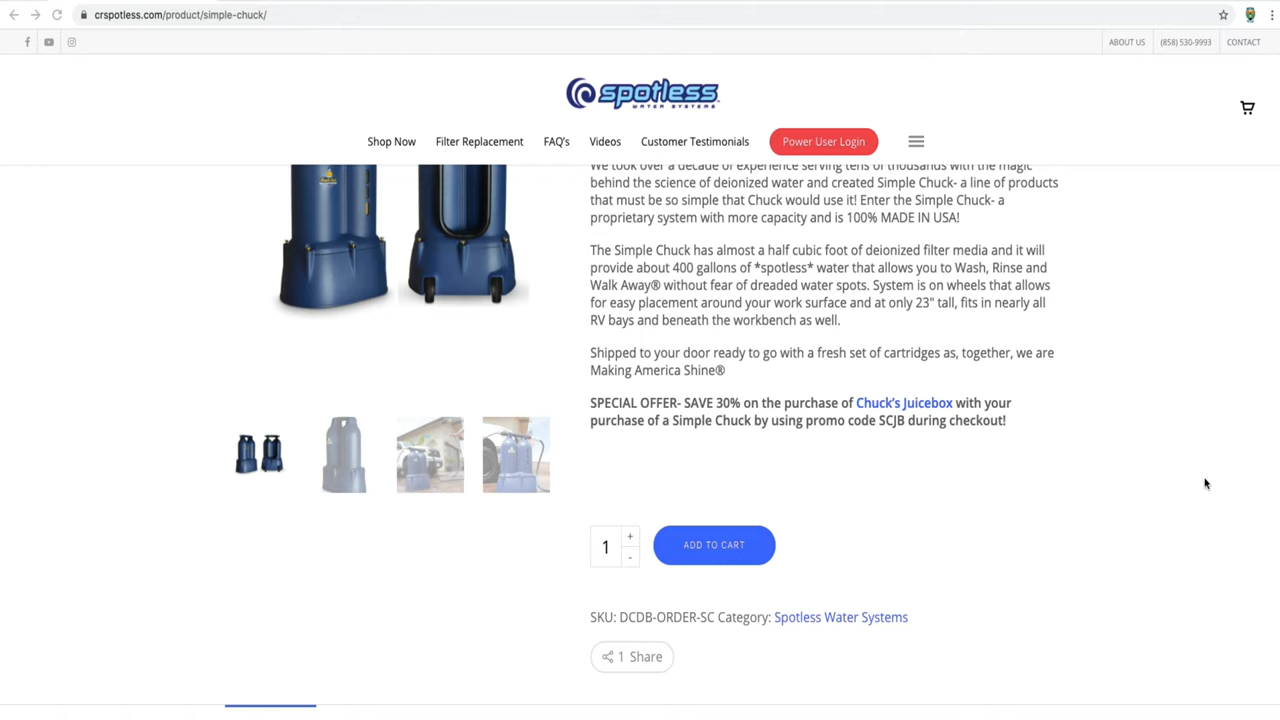 crspotless.com/product/simple-chuck/
ABOUT US
(858) 530-9993
CONTACT
spotless
WATER SYSTEMS
Shop Now
Filter Replacement
FAQ's
Videos
Customer Testimonials
Power User Login
We took over a decade of experience serving tens of thousands with the magic
behind the science of deionized water and created Simple Chuck- a line of products
that must be so simple that Chuck would use it! Enter the Simple Chuck- a
proprietary system with more capacity and is 100% MADE IN USA!
The Simple Chuck has almost a half cubic foot of deionized filter media and it will
provide about 400 gallons of *spotless* water that allows you to Wash, Rinse and
Walk Away® without fear of dreaded water spots. System is on wheels that allows
for easy placement around your work surface and at only 23" tall, fits in nearly all
RV bays and beneath the workbench as well.
Shipped to your door ready to go with a fresh set of cartridges as, together, we are
Making America Shine®
SPECIAL OFFER- SAVE 30% on the purchase of Chuck's Juicebox with your
purchase of a Simple Chuck by using promo code SCJB during checkout!
1
+
-
ADD TO CART
SKU: DCDB-ORDER-SC Category: Spotless Water Systems
1 Share